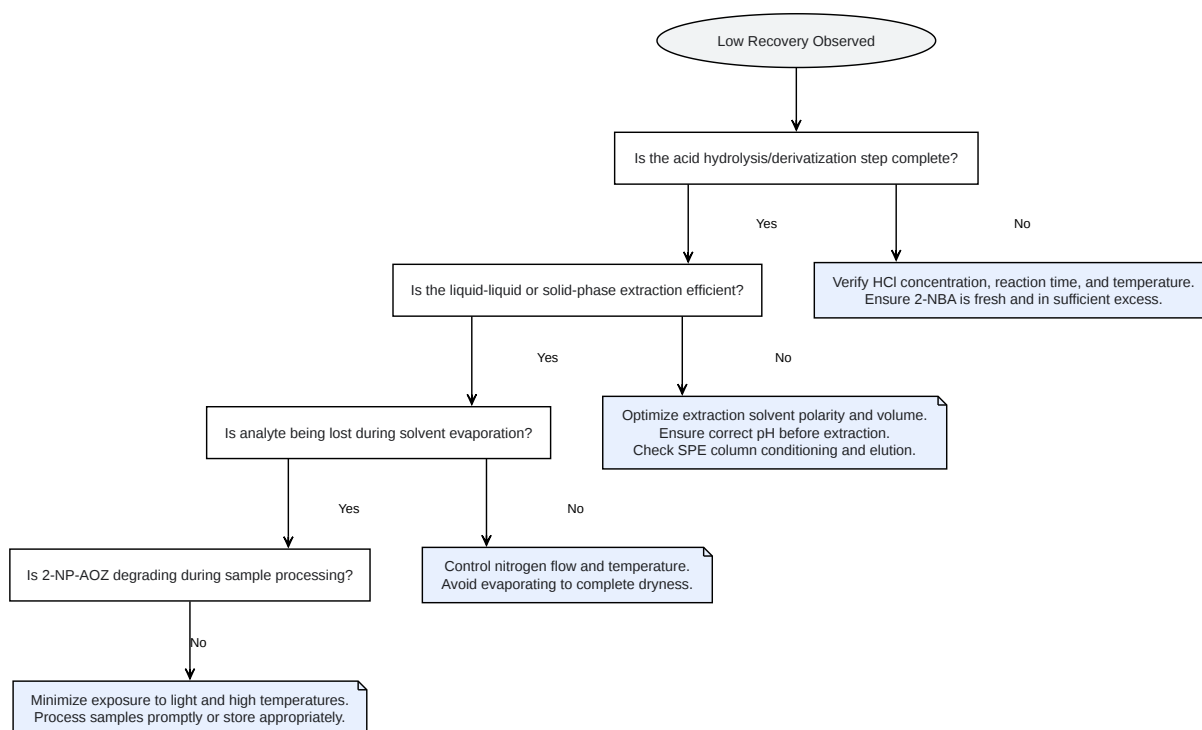 Low Recovery Observed
Is the acid hydrolysis/derivatization step complete?
Yes
No
Is the liquid-liquid or solid-phase extraction efficient?
Verify HCl concentration, reaction time, and temperature.
Ensure 2-NBA is fresh and in sufficient excess.
Yes
No
Is analyte being lost during solvent evaporation?
Optimize extraction solvent polarity and volume.
Ensure correct pH before extraction.
Check SPE column conditioning and elution.
Yes
No
Is 2-NP-AOZ degrading during sample processing?
Control nitrogen flow and temperature.
Avoid evaporating to complete dryness.
No
Minimize exposure to light and high temperatures.
Process samples promptly or store appropriately.